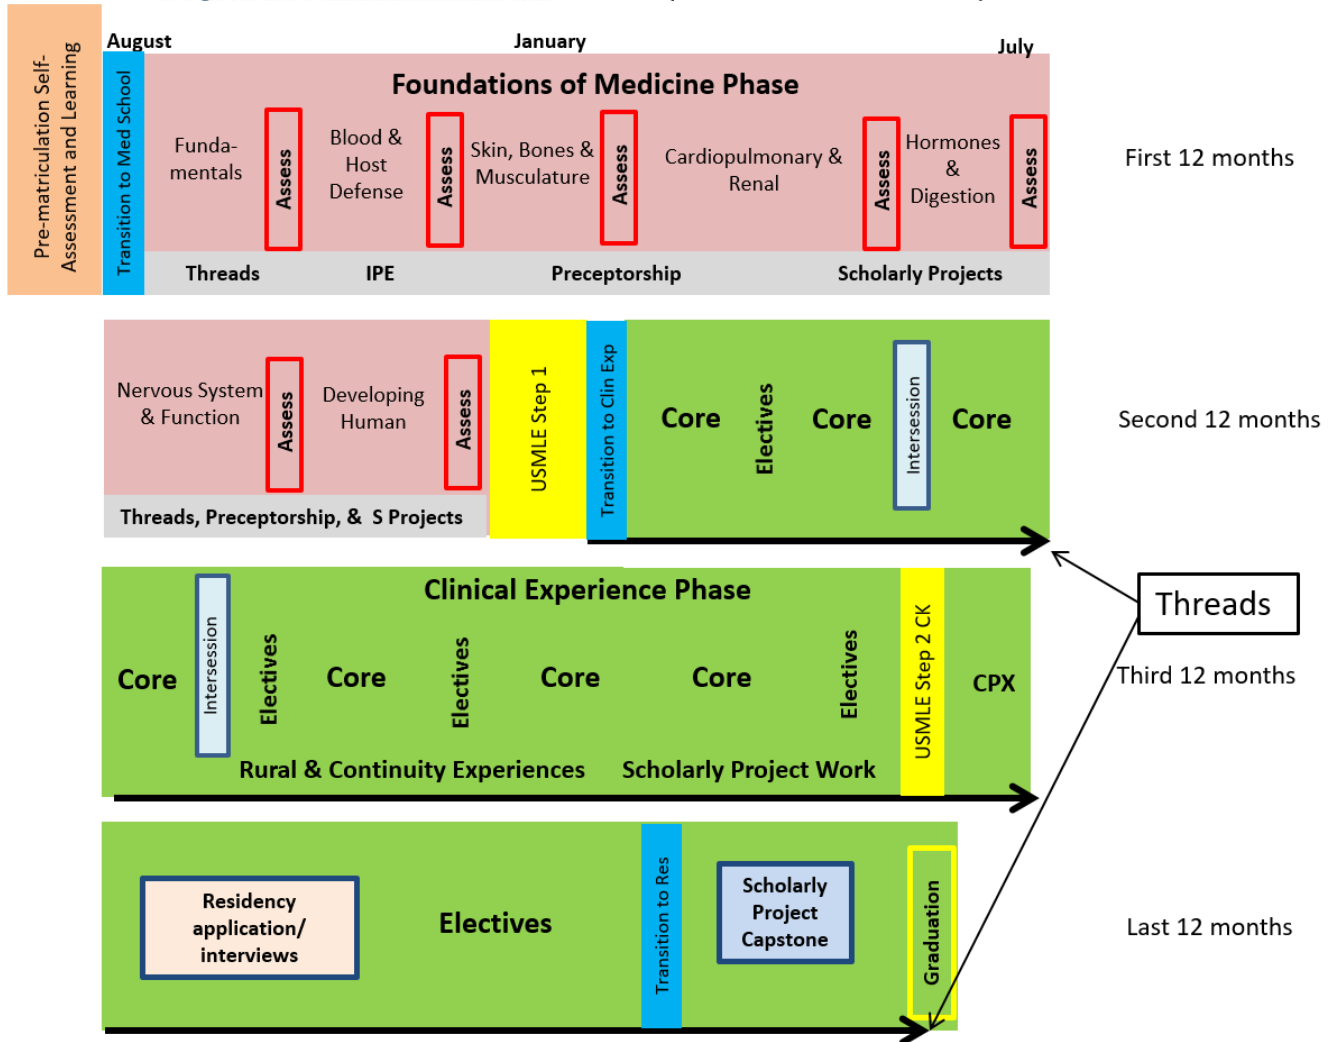 August
January
July
Pre-matriculation Self-
Assessment and Learning
Transition to Med School
Foundations of Medicine Phase
Funda-
mentals
Assess
Blood &
Host
Defense
Assess
Skin, Bones &
Musculature
Assess
Cardiopulmonary &
Renal
Assess
Hormones
&
Digestion
Assess
First 12 months
Threads
IPE
Preceptorship
Scholarly Projects
Nervous System
& Function
Assess
Developing
Human
Assess
USMLE Step 1
Transition to Clin Exp
Core
Electives
Core
Intersession
Core
Second 12 months
Threads, Preceptorship, & S Projects
Threads
Clinical Experience Phase
Core
Intersession
Electives
Core
Electives
Core
Core
Electives
USMLE Step 2 CK
CPX
Third 12 months
Rural & Continuity Experiences
Scholarly Project Work
Residency
application/
interviews
Electives
Transition to Res
Scholarly
Project
Capstone
Graduation
Last 12 months